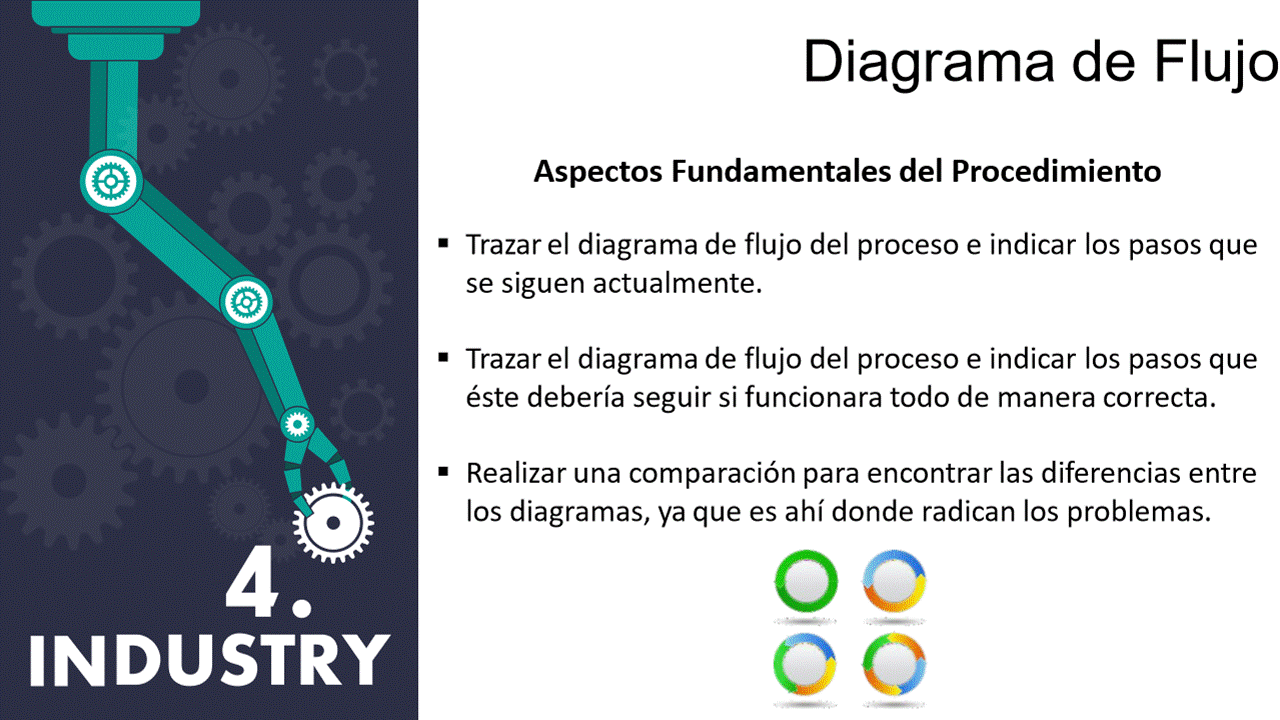 Diagrama de Flujo
Aspectos Fundamentales del Procedimiento
▪ Trazar el diagrama de flujo del proceso e indicar los pasos que
se siguen actualmente.
▪ Trazar el diagrama de flujo del proceso e indicar los pasos que
éste debería seguir si funcionara todo de manera correcta.
▪ Realizar una comparación para encontrar las diferencias entre
los diagramas, ya que es ahí donde radican los problemas.
4.
INDUSTRY